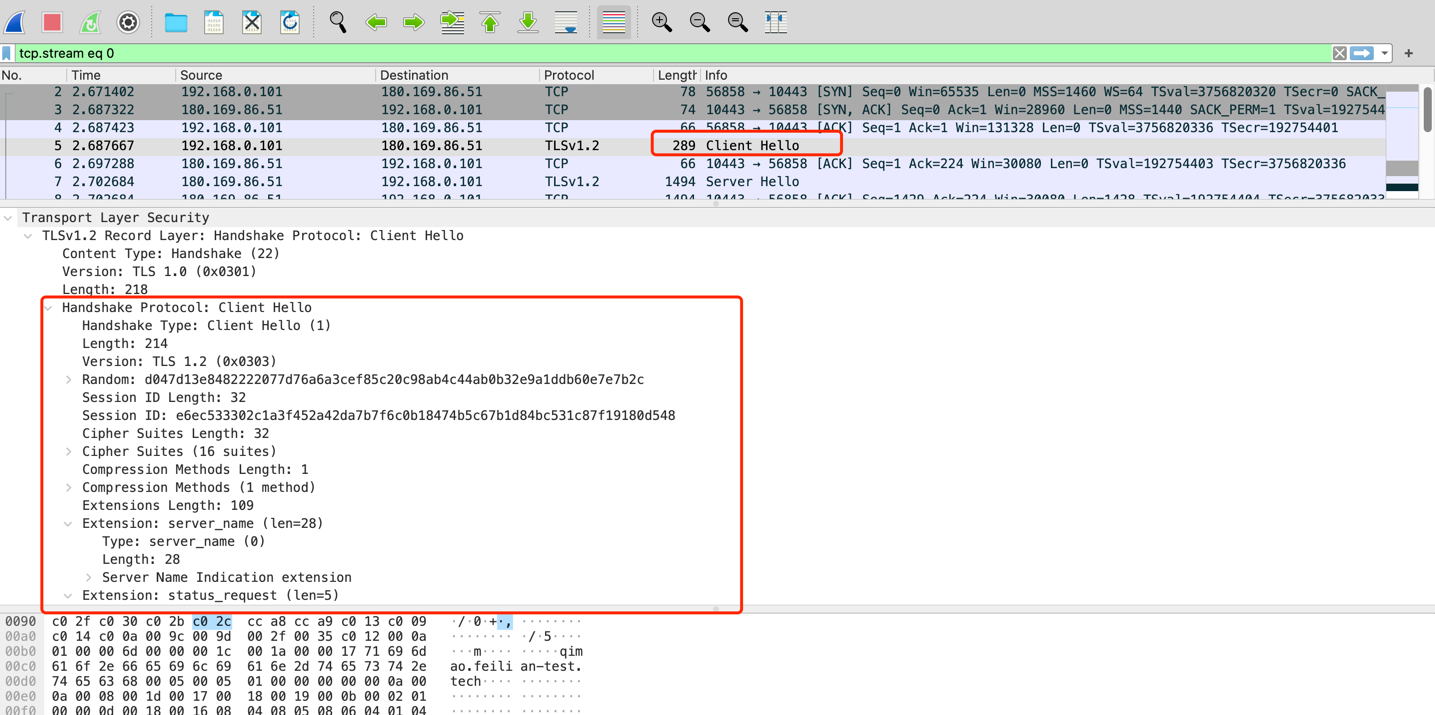 tcp.stream eq 0
No. Time Source Destination Protocol Length Info
2 2.671402 192.168.0.101 180.169.86.51 TCP 78 56858 → 10443 [SYN] Seq=0 Win=65535 Len=0 MSS=1460 WS=64 TSval=3756820320 TSecr=0 SACK_
3 2.687322 180.169.86.51 192.168.0.101 TCP 74 10443 → 56858 [SYN, ACK] Seq=0 Ack=1 Win=28960 Len=0 MSS=1440 SACK_PERM=1 TSval=1927544
4 2.687423 192.168.0.101 180.169.86.51 TCP 66 56858 → 10443 [ACK] Seq=1 Ack=1 Win=131328 Len=0 TSval=3756820336 TSecr=192754401
5 2.687667 192.168.0.101 180.169.86.51 TLSv1.2 289 Client Hello
6 2.697288 180.169.86.51 192.168.0.101 TCP 66 10443 → 56858 [ACK] Seq=1 Ack=224 Win=30080 Len=0 TSval=192754403 TSecr=3756820336
7 2.702684 180.169.86.51 192.168.0.101 TLSv1.2 1494 Server Hello
8 2.702684 180.169.86.51 192.168.0.101 TCP 1494 10443 → 56858 [ACK] Seq=1429 Ack=224 Win=30080 Len=1428 TSval=192754404 TSecr=375682033
Transport Layer Security
TLSv1.2 Record Layer: Handshake Protocol: Client Hello
Content Type: Handshake (22)
Version: TLS 1.0 (0x0301)
Length: 218
Handshake Protocol: Client Hello
Handshake Type: Client Hello (1)
Length: 214
Version: TLS 1.2 (0x0303)
Random: d047d13e8482222077d76a6a3cef85c20c98ab4c44ab0b32e9a1ddb60e7e7b2c
Session ID Length: 32
Session ID: e6ec533302c1a3f452a42da7b7f6c0b18474b5c67b1d84bc531c87f19180d548
Cipher Suites Length: 32
Cipher Suites (16 suites)
Compression Methods Length: 1
Compression Methods (1 method)
Extensions Length: 109
Extension: server_name (len=28)
Type: server_name (0)
Length: 28
Server Name Indication extension
Extension: status_request (len=5)
0090 c0 2f c0 30 c0 2b c0 2c cc a8 cc a9 c0 13 c0 09 ·/·0·+·, ········
00a0 c0 14 c0 0a 00 9c 00 9d 00 2f 00 35 c0 12 00 0a ········ ·/·5····
00b0 01 00 00 6d 00 00 00 1c 00 1a 00 00 17 71 69 6d ···m···· ·····qim
00c0 61 6f 2e 66 65 69 6c 69 61 6e 2d 74 65 73 74 2e ao.feili an-test.
00d0 74 65 63 68 00 05 00 05 01 00 00 00 00 00 0a 00 tech···· ········
00e0 0a 00 08 00 1d 00 17 00 18 00 19 00 0b 00 02 01 ········ ········
00f0 00 00 0d 00 18 00 16 08 04 08 05 08 06 04 01 04 ········ ········